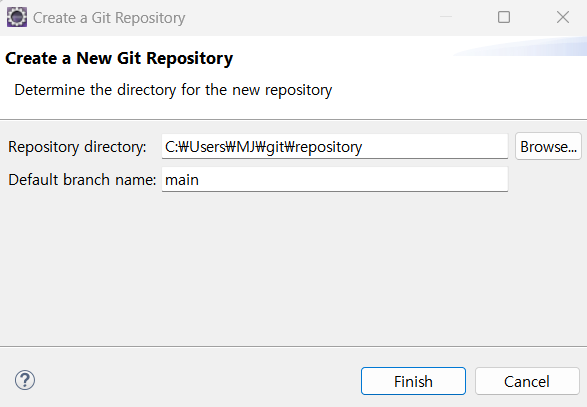 Create a Git Repository
Create a New Git Repository
Determine the directory for the new repository
Repository directory: C:₩Users₩MJ₩git₩repository Browse...
Default branch name: main
Finish Cancel